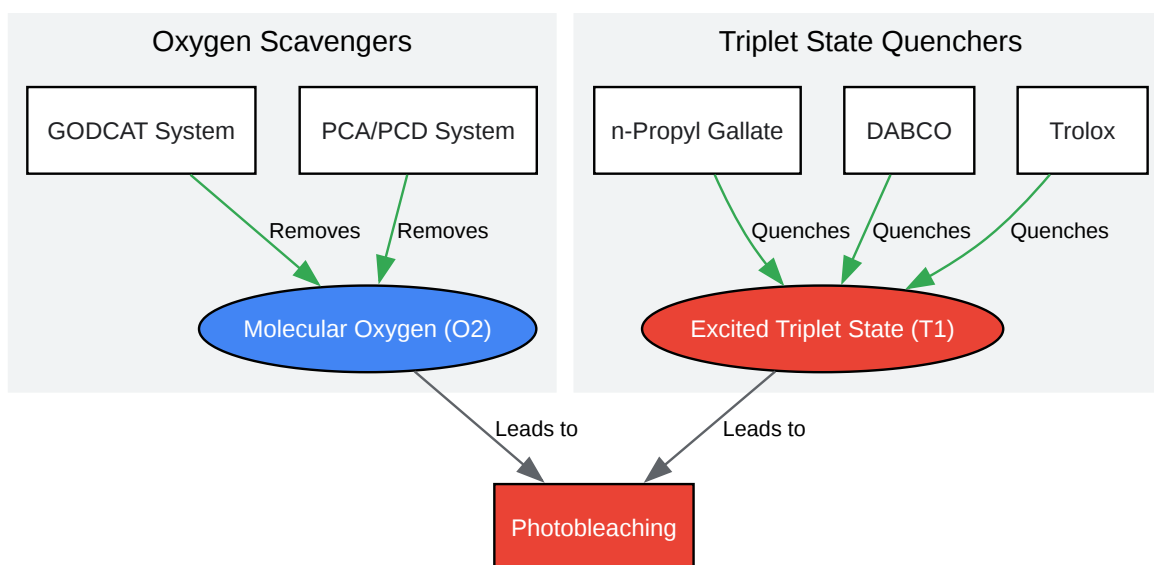 Oxygen Scavengers
Triplet State Quenchers
GODCAT System
PCA/PCD System
n-Propyl Gallate
DABCO
Trolox
Removes
Removes
Quenches
Quenches
Quenches
Molecular Oxygen (O2)
Excited Triplet State (T1)
Leads to
Leads to
Photobleaching